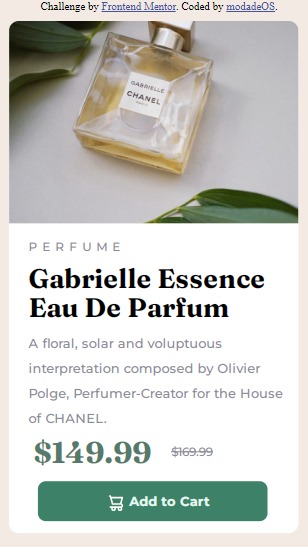 Challenge by Frontend Mentor. Coded by modadeOS.
GABRIELLE
CHANEL
PARIS
PERFUME
Gabrielle Essence
Eau De Parfum
A floral, solar and voluptuous
interpretation composed by Olivier
Polge, Perfumer-Creator for the House
of CHANEL.
$149.99 $169.99
Add to Cart